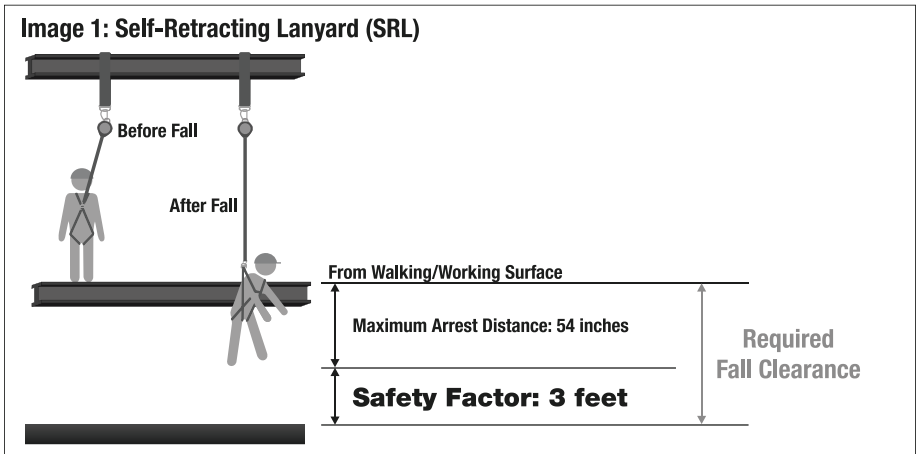 Image 1: Self-Retracting Lanyard (SRL)
Before Fall
After Fall
From Walking/Working Surface
Maximum Arrest Distance: 54 inches
Safety Factor: 3 feet
Required
Fall Clearance